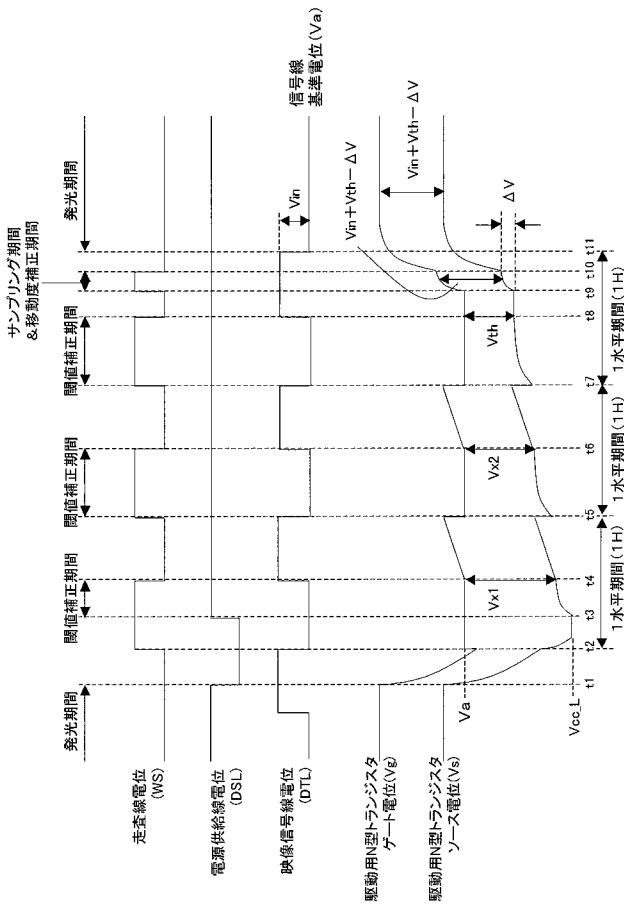 発光期間
閾値補正期間
閾値補正期間
閾値補正期間
サンプリング期間
&移動度補正期間
発光期間
走査線電位
(WS)
電源供給線電位
(DSL)
映像信号線電位
(DTL)
Vin
信号線
基準電位(Va)
駆動用N型トランジスタ
ゲート電位(Vg)
駆動用N型トランジスタ
ソース電位(Vs)
Va
Vcc_L
Vx1
Vx2
Vth
Vin+Vth−ΔV
Vin+Vth−ΔV
ΔV
t1
t2
t3
t4
t5
t6
t7
t8
t9
t10
t11
1水平期間(1H)
1水平期間(1H)
1水平期間(1H)